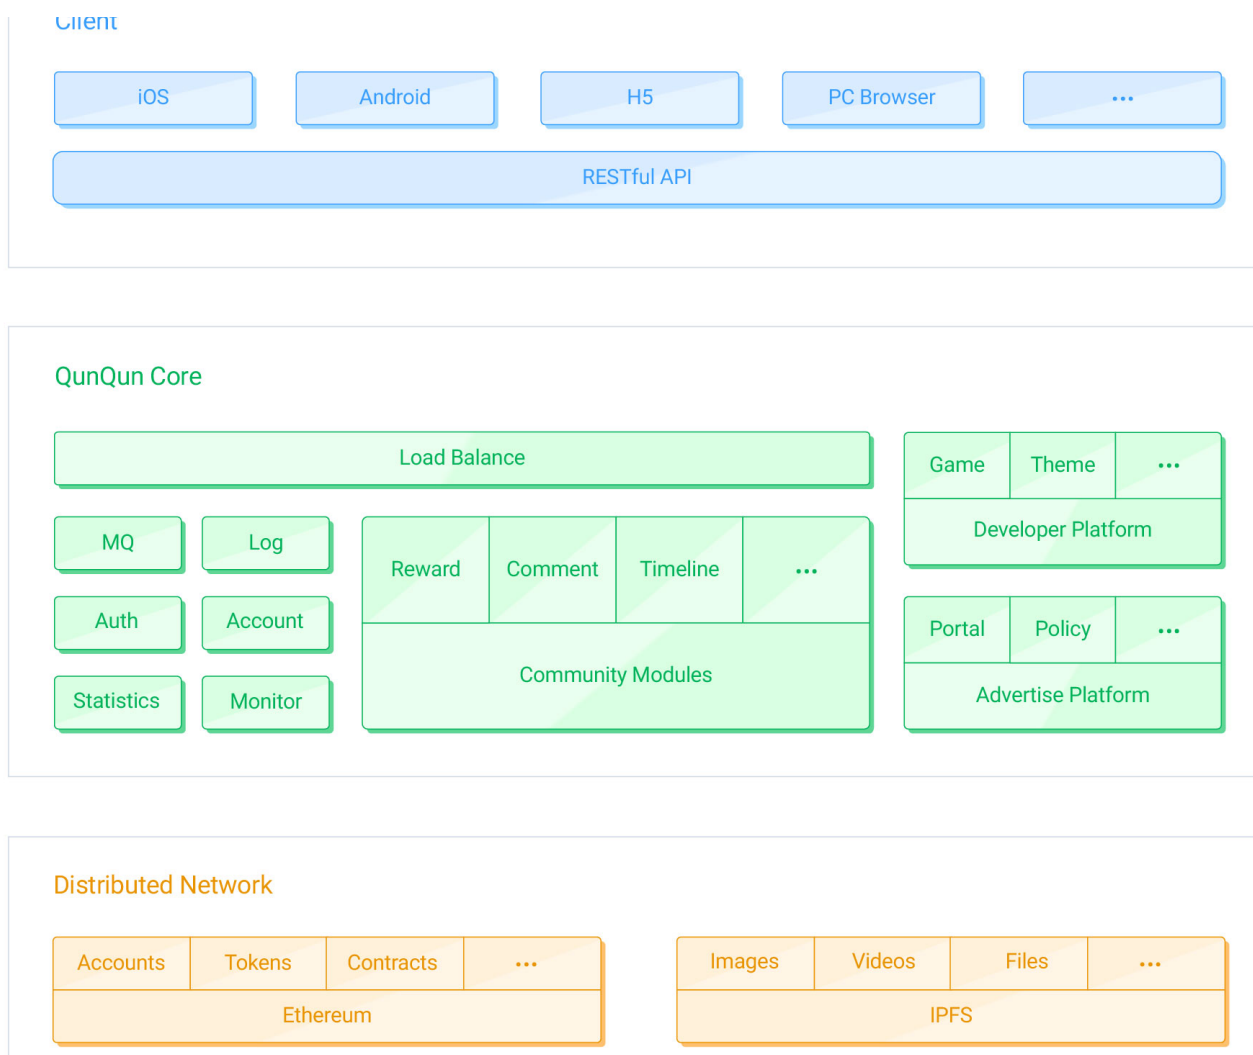 Client
iOS
Android
H5
PC Browser
...
RESTful API
QunQun Core
Load Balance
MQ
Log
Auth
Account
Statistics
Monitor
Reward
Comment
Timeline
...
Community Modules
Game
Theme
...
Developer Platform
Portal
Policy
...
Advertise Platform
Distributed Network
Accounts
Tokens
Contracts
...
Ethereum
Images
Videos
Files
...
IPFS